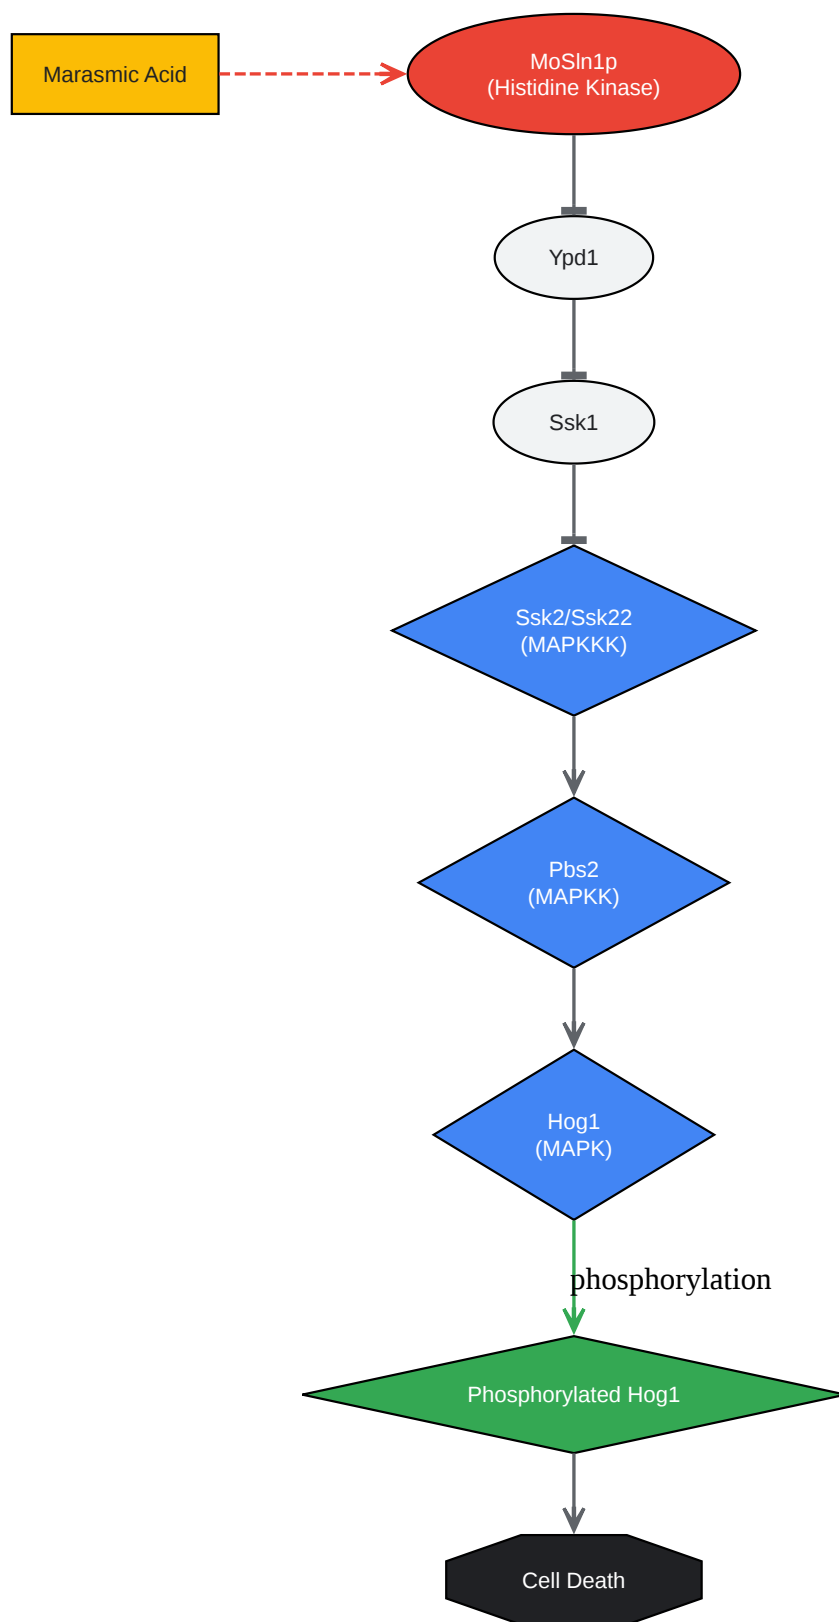 Marasmic Acid
MoSln1p
(Histidine Kinase)
Ypd1
Ssk1
Ssk2/Ssk22
(MAPKKK)
Pbs2
(MAPKK)
Hog1
(MAPK)
phosphorylation
Phosphorylated Hog1
Cell Death